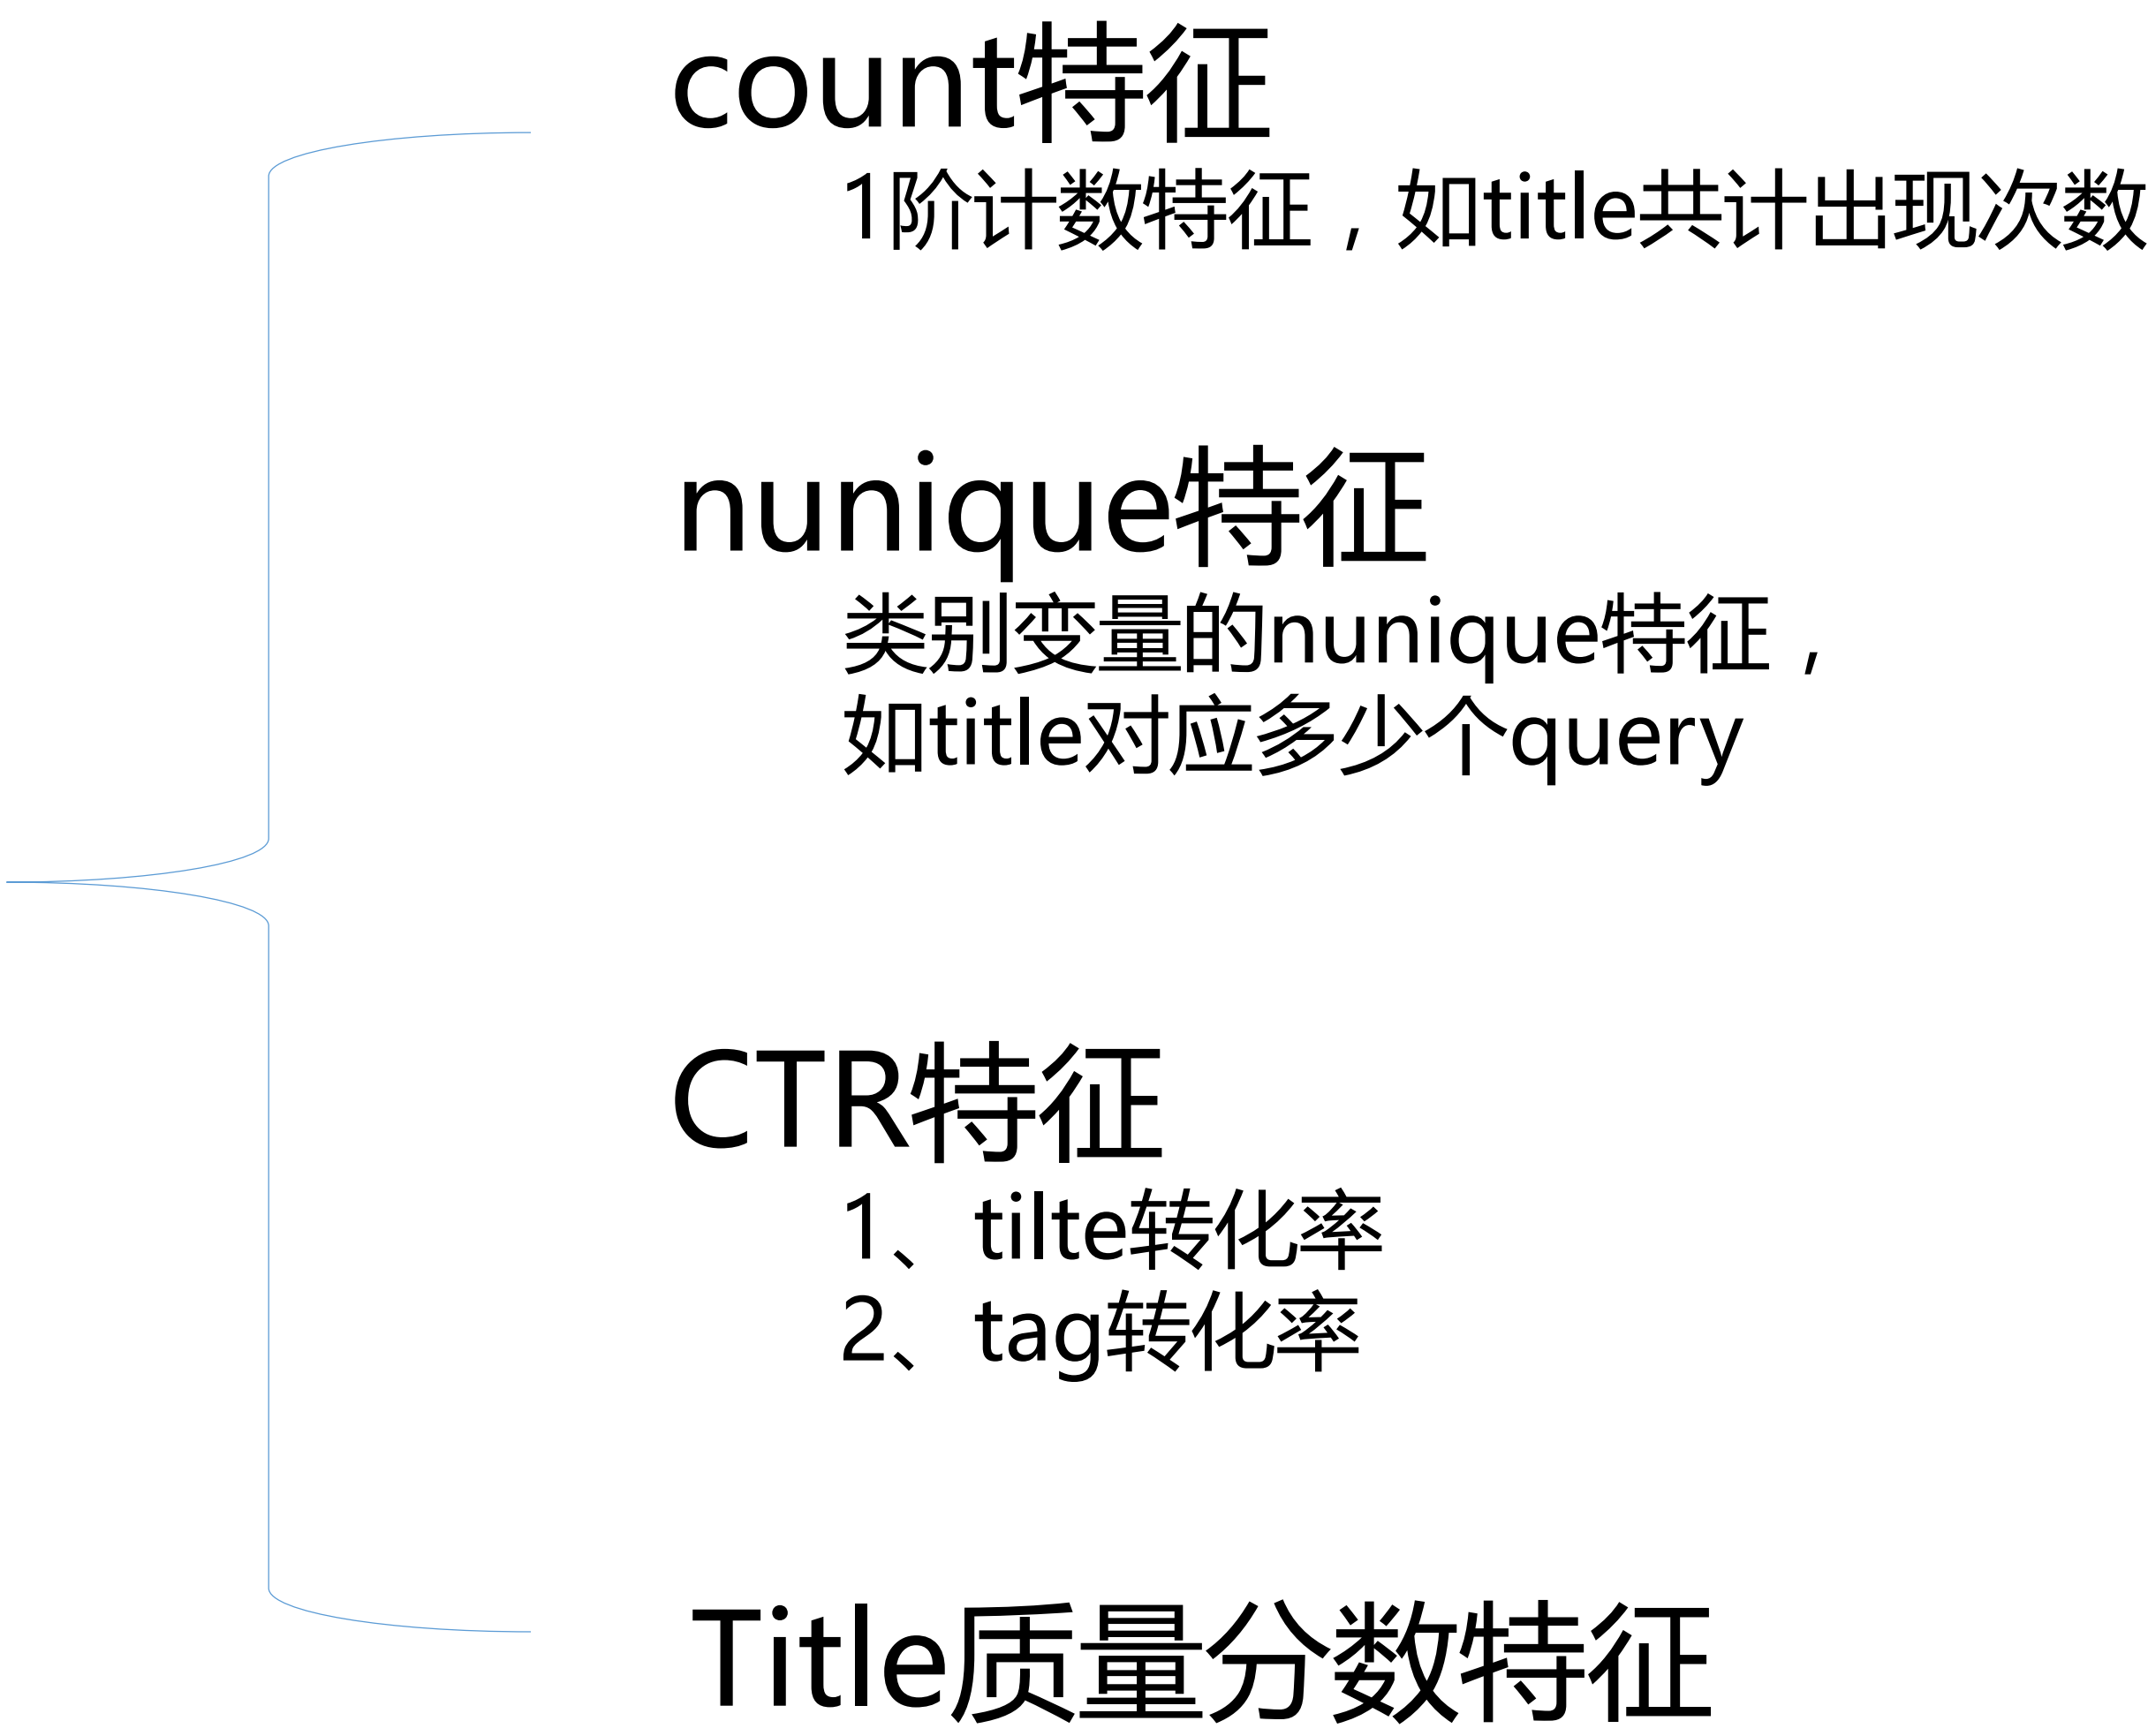 count特征
1阶计数特征，如title共计出现次数
nunique特征
类别变量的nunique特征，
如title对应多少个query
CTR特征
1、 tilte转化率
2、 tag转化率
Title质量分数特征